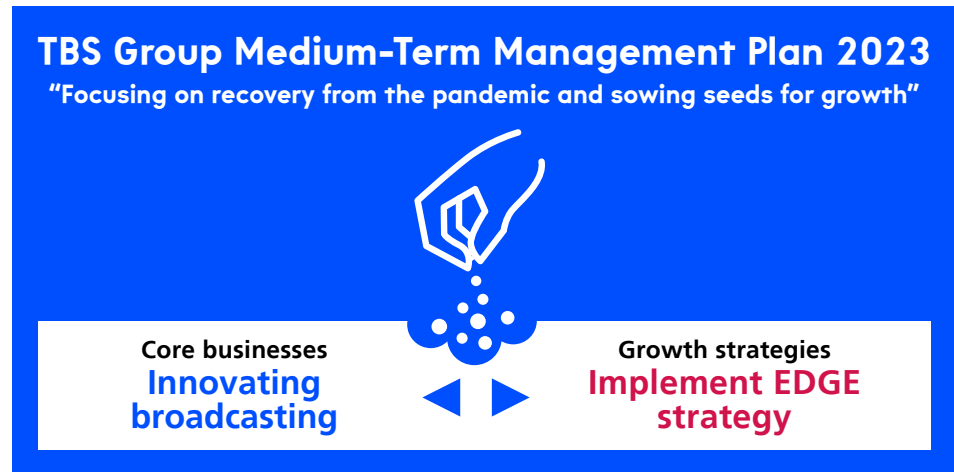 TBS Group Medium-Term Management Plan 2023
“Focusing on recovery from the pandemic and sowing seeds for growth”
Core businesses
Innovating
broadcasting
Growth strategies
Implement EDGE
strategy